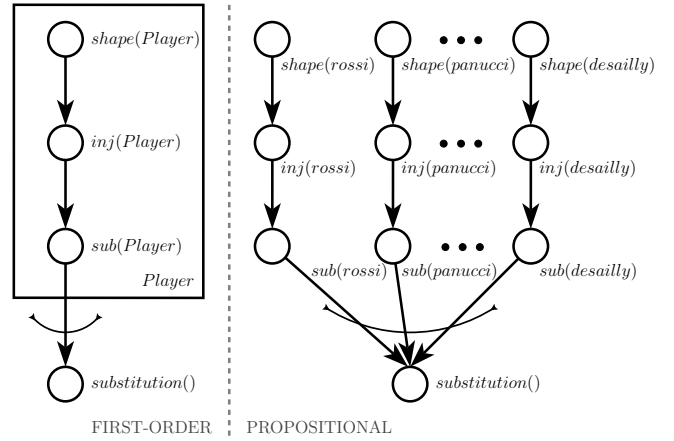 shape(Player)
inj(Player)
sub(Player)
Player
substitution()
FIRST-ORDER
shape(rossi)
shape(panucci)
shape(desailly)
inj(rossi)
inj(panucci)
inj(desailly)
sub(rossi)
sub(panucci)
sub(desailly)
substitution()
PROPOSITIONAL